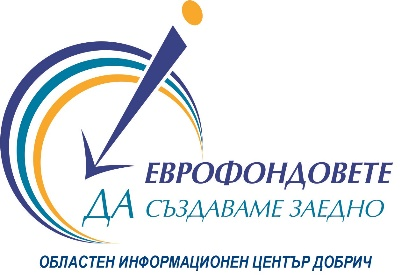 ЕВРОФОНДОВЕТЕ
ДА СЪЗДАВАМЕ ЗАЕДНО
ОБЛАСТЕН ИНФОРМАЦИОНЕН ЦЕНТЪР ДОБРИЧ